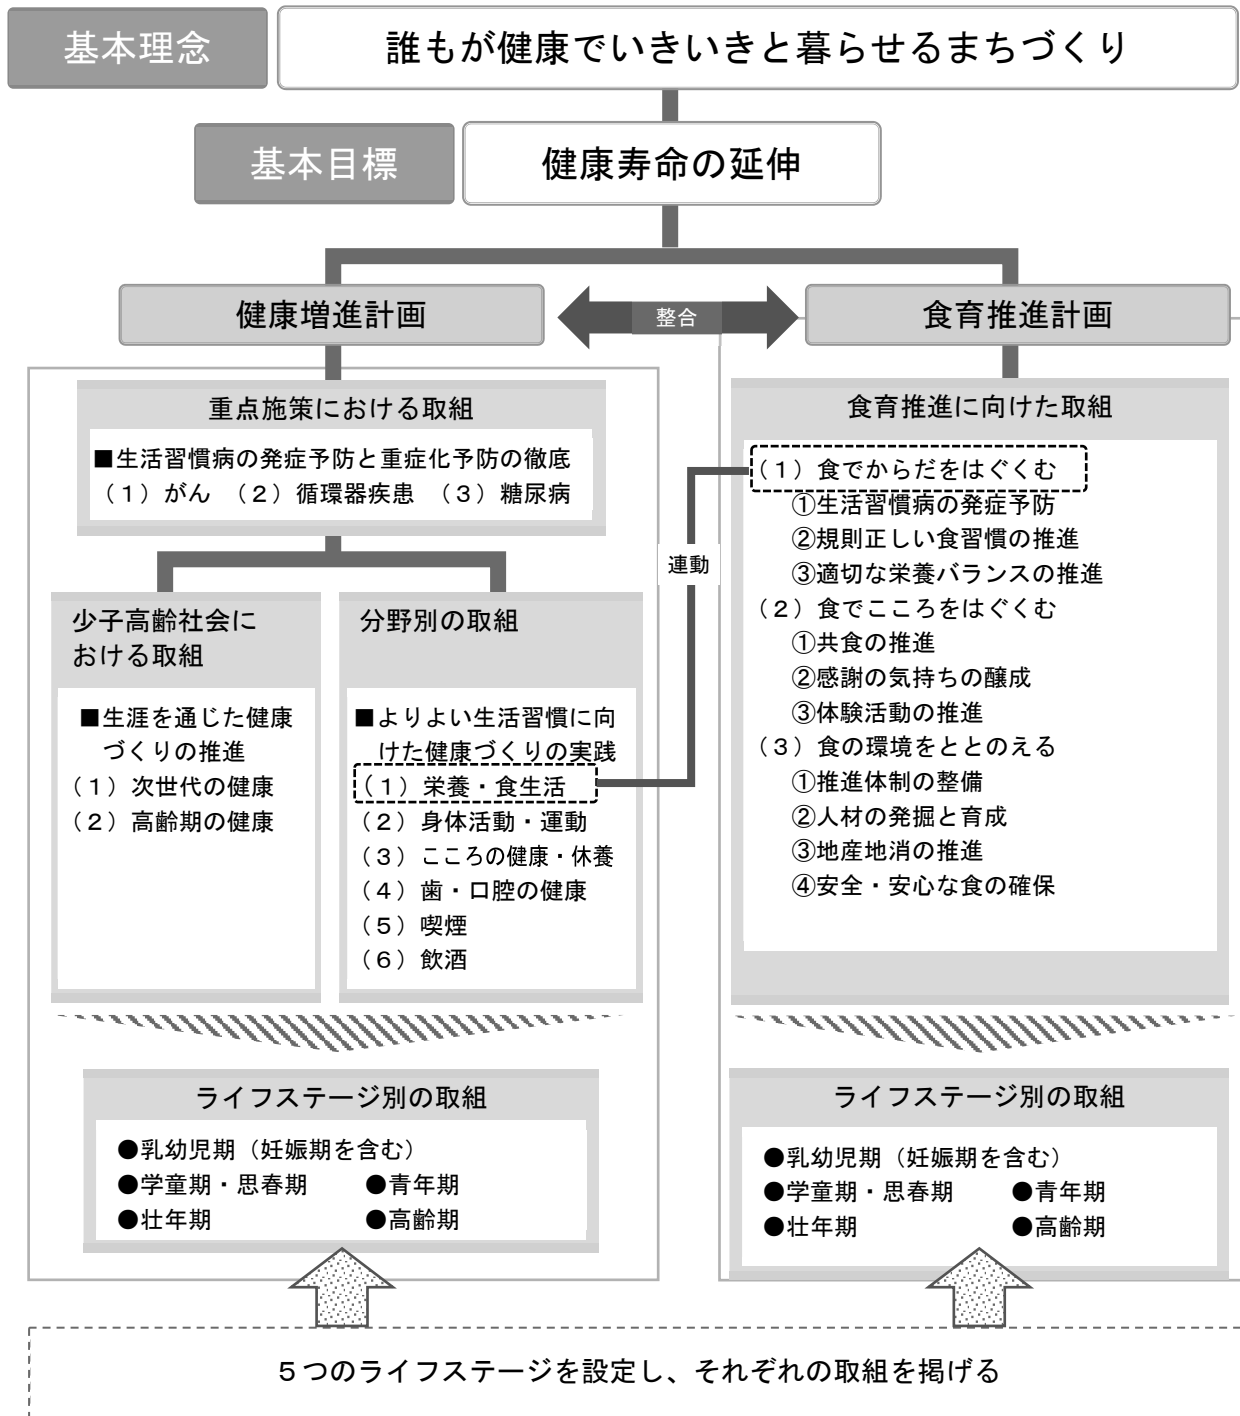 基本理念
誰もが健康でいきいきと暮らせるまちづくり
基本目標
健康寿命の延伸
健康増進計画
整合
食育推進計画
重点施策における取組
■生活習慣病の発症予防と重症化予防の徹底
（１）がん　（２）循環器疾患　（３）糖尿病
少子高齢社会に
おける取組
■生涯を通じた健康
づくりの推進
（１）次世代の健康
（２）高齢期の健康
分野別の取組
■よりよい生活習慣に向
けた健康づくりの実践
（１）栄養・食生活
（２）身体活動・運動
（３）こころの健康・休養
（４）歯・口腔の健康
（５）喫煙
（６）飲酒
連動
食育推進に向けた取組
（１）食でからだをはぐくむ
①生活習慣病の発症予防
②規則正しい食習慣の推進
③適切な栄養バランスの推進
（２）食でこころをはぐくむ
①共食の推進
②感謝の気持ちの醸成
③体験活動の推進
（３）食の環境をととのえる
①推進体制の整備
②人材の発掘と育成
③地産地消の推進
④安全・安心な食の確保
ライフステージ別の取組
●乳幼児期（妊娠期を含む）
●学童期・思春期　●青年期
●壮年期　●高齢期
ライフステージ別の取組
●乳幼児期（妊娠期を含む）
●学童期・思春期　●青年期
●壮年期　●高齢期
５つのライフステージを設定し、それぞれの取組を掲げる